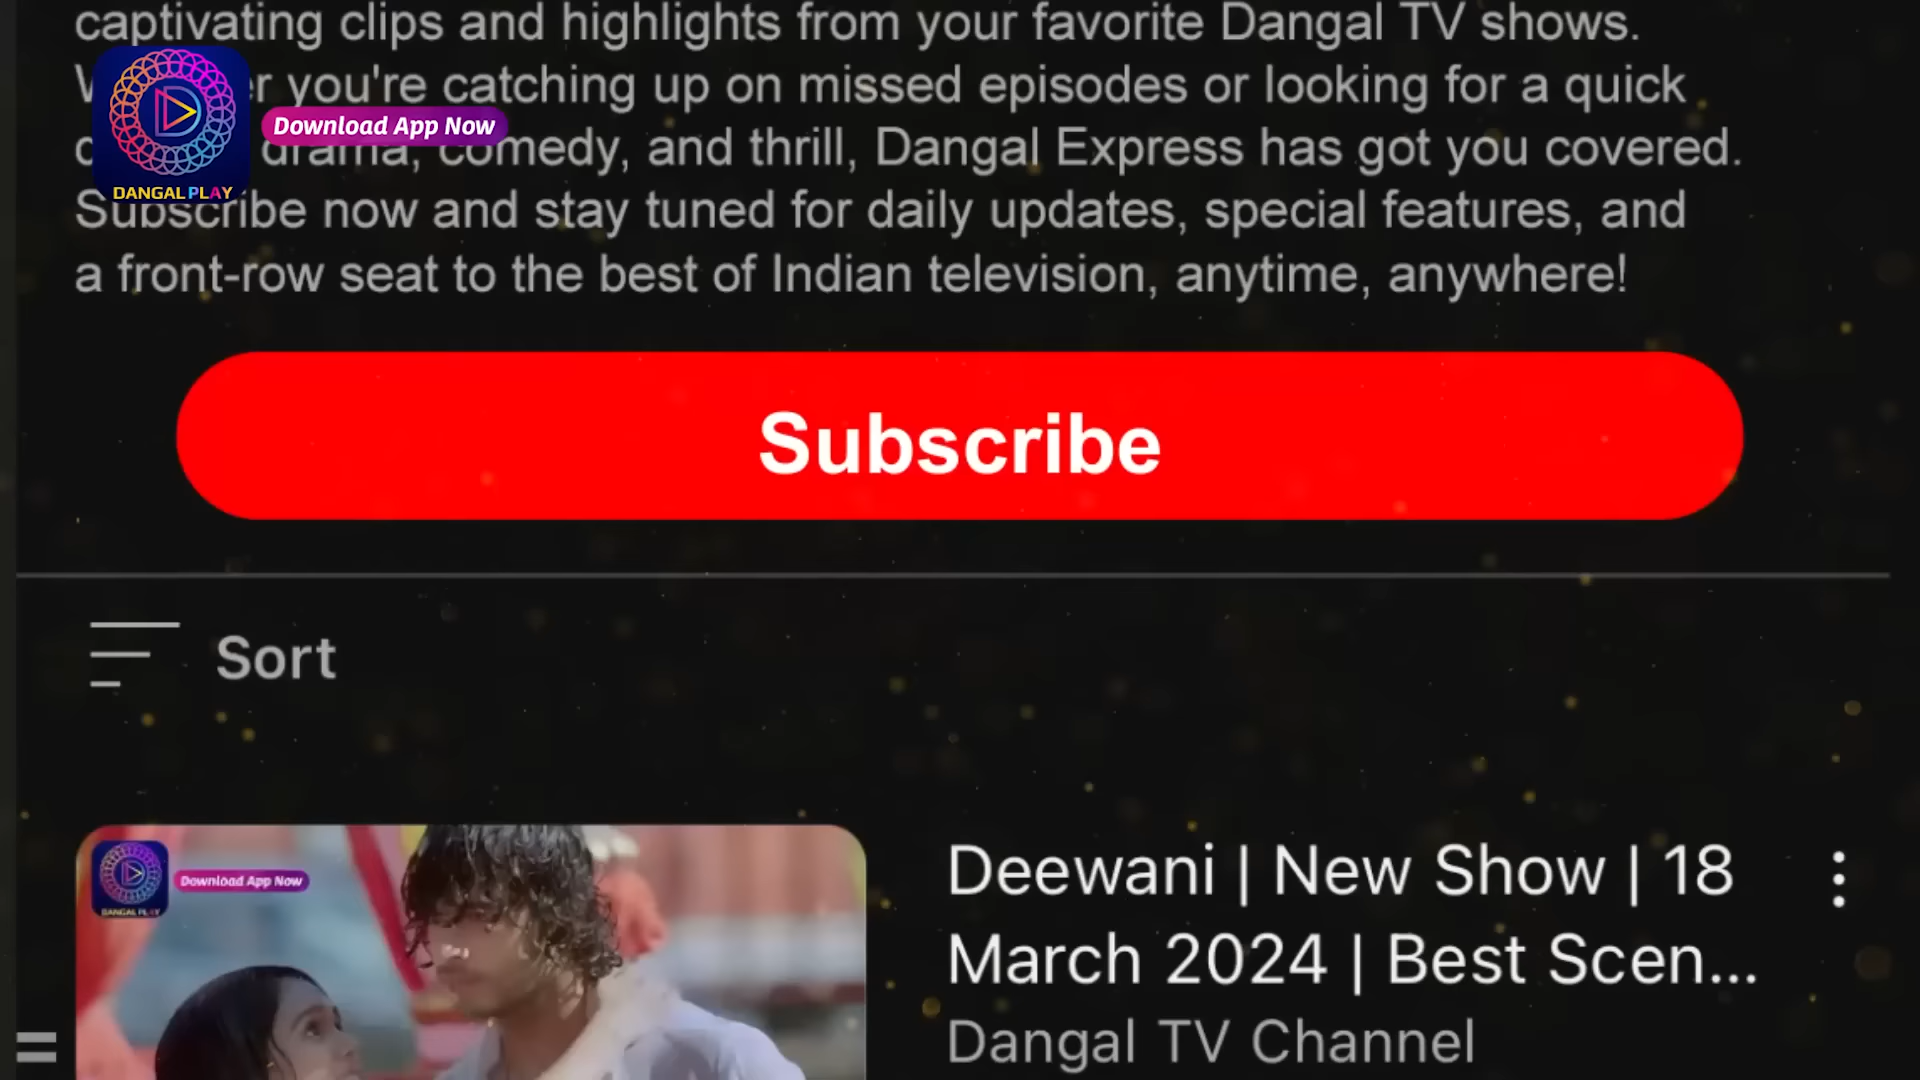 captivating clips and highlights from your favorite Dangal TV shows.
you're catching up on missed episodes or looking for a quick
drama, comedy, and thrill, Dangal Express has got you covered.
Subscribe now and stay tuned for daily updates, special features, and
a front-row seat to the best of Indian television, anytime, anywhere!
Download App Now
DANGAL PLAY
Subscribe
Sort
Download App Now
DANGAL PLAY
Deewani | New Show | 18
March 2024 | Best Scen...
Dangal TV Channel